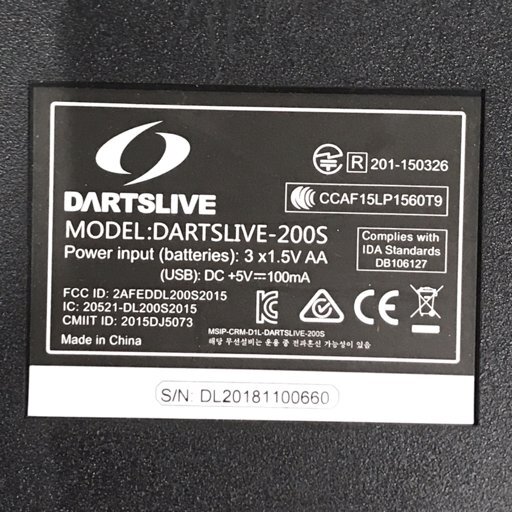 DARTSLIVE
R 201-150326
CCAF15LP1560T9
MODEL:DARTSLIVE-200S
Power input (batteries): 3 x1.5V AA
(USB): DC +5V⎓100mA
Complies with
IDA Standards
DB106127
FCC ID: 2AFEDDL200S2015
IC: 20521-DL200S2015
CMIIT ID: 2015DJ5073
Made in China
CE
MSIP-CRM-D1L-DARTSLIVE-200S
해당 무선설비는 운용 중 전파혼신 가능성이 있음
S/N: DL20181100660